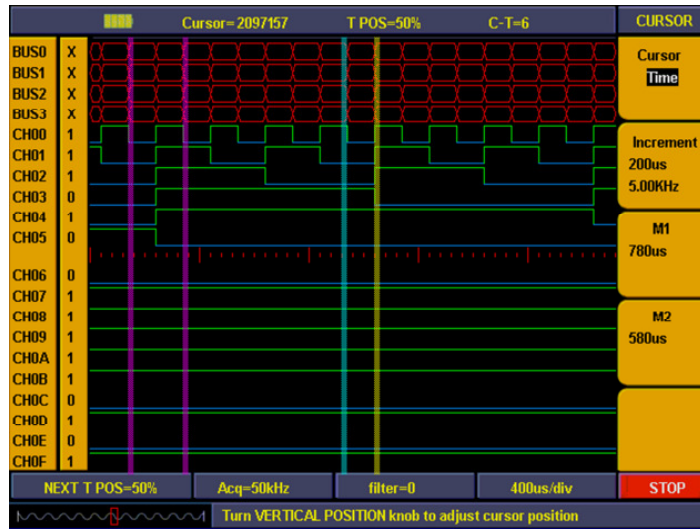 Cursor=2097157 T POS=50% C-T=6 CURSOR
BUS0 X
BUS1 X
BUS2 X
BUS3 X
CH00 1
CH01 1
CH02 1
CH03 0
CH04 1
CH05 0
CH06 0
CH07 1
CH08 1
CH09 1
CH0A 1
CH0B 1
CH0C 0
CH0D 1
CH0E 0
CH0F 1
Cursor
Time
Increment
200us
5.00KHz
M1
780us
M2
580us
NEXT T POS=50% Acq=50kHz filter=0 400us/div STOP
Turn VERTICAL POSITION knob to adjust cursor position